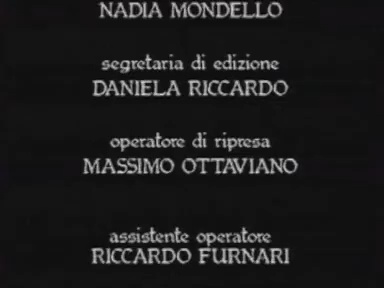 NADIA MONDELLO
segretaria di edizione
DANIELA RICCARDO
operatore di ripresa
MASSIMO OTTAVIANO
assistente operatore
RICCARDO FURNARI